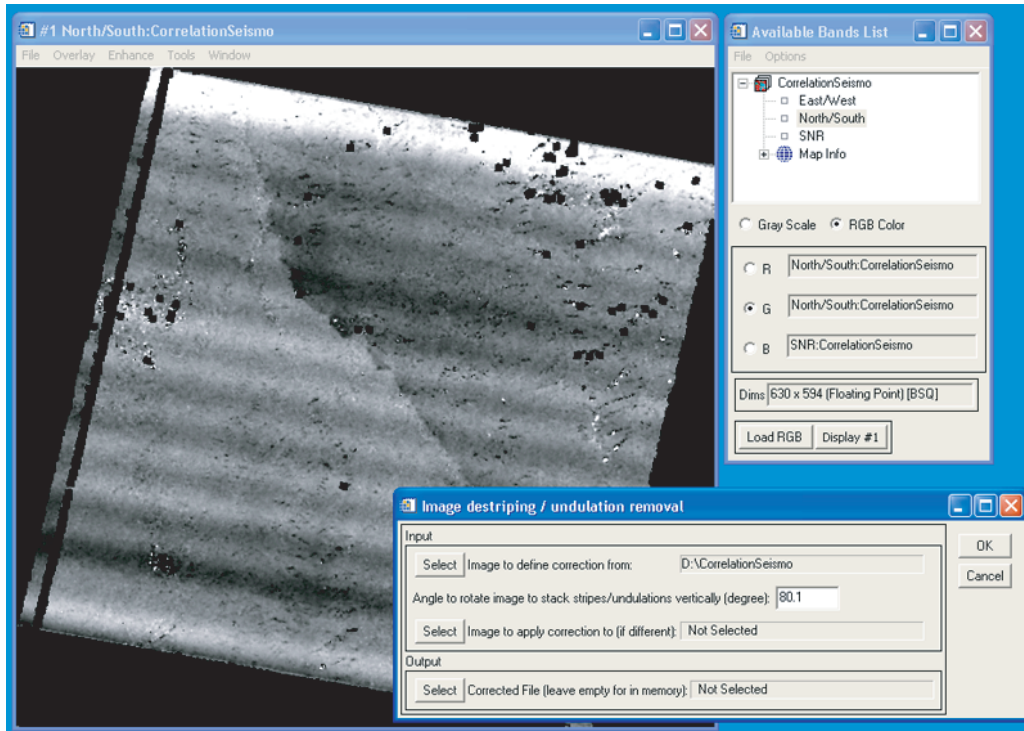 #1 North/South:CorrelationSeismo
File Overlay Enhance Tools Window
Available Bands List
File Options
CorrelationSeismo
East/West
North/South
SNR
Map Info
Gray Scale RGB Color
R North/South:CorrelationSeismo
G North/South:CorrelationSeismo
B SNR:CorrelationSeismo
Dims 630 x 594 (Floating Point) [BSQ]
Load RGB Display #1
Image destriping / undulation removal
Input
Select Image to define correction from: D:\CorrelationSeismo
Angle to rotate image to stack stripes/undulations vertically (degree): 80.1
Select Image to apply correction to (if different): Not Selected
Output
Select Corrected File (leave empty for in memory): Not Selected
OK
Cancel